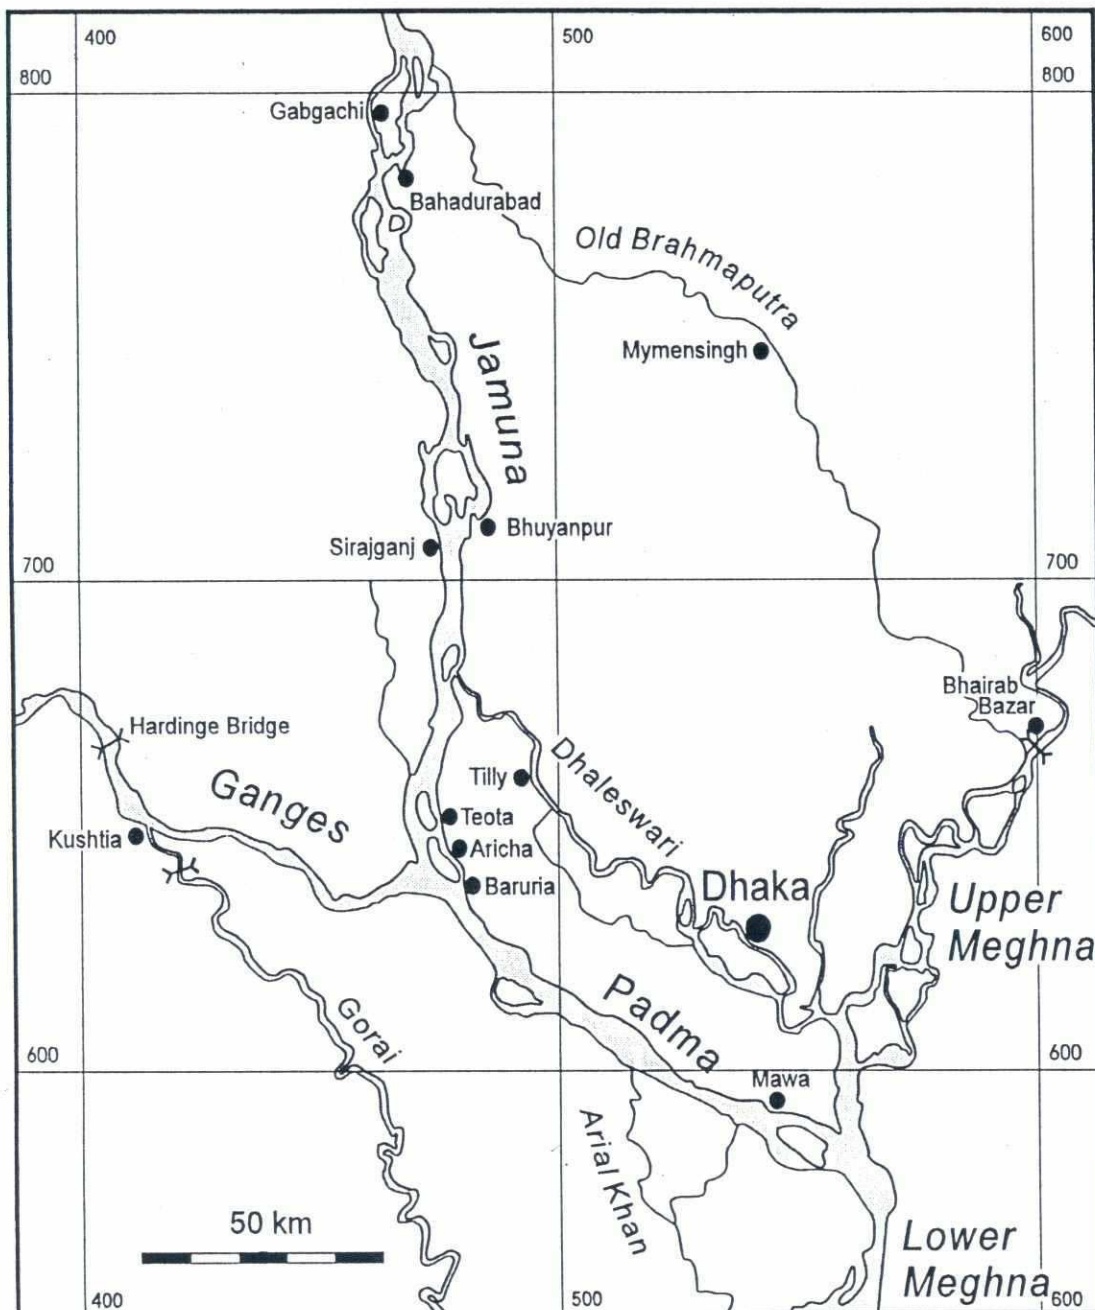 400
500
600
800
800
Gabgachi
Bahadurabad
Old Brahmaputra
Mymensingh
Jamuna
Bhuyanpur
Sirajganj
700
700
Bhairab
Bazar
Hardinge Bridge
Ganges
Tilly
Dhaleswari
Teota
Kushtia
Aricha
Baruria
Dhaka
Upper
Meghna
Padma
Gorai
600
600
Mawa
Arial Khan
50 km
Lower
Meghna
400
500
600